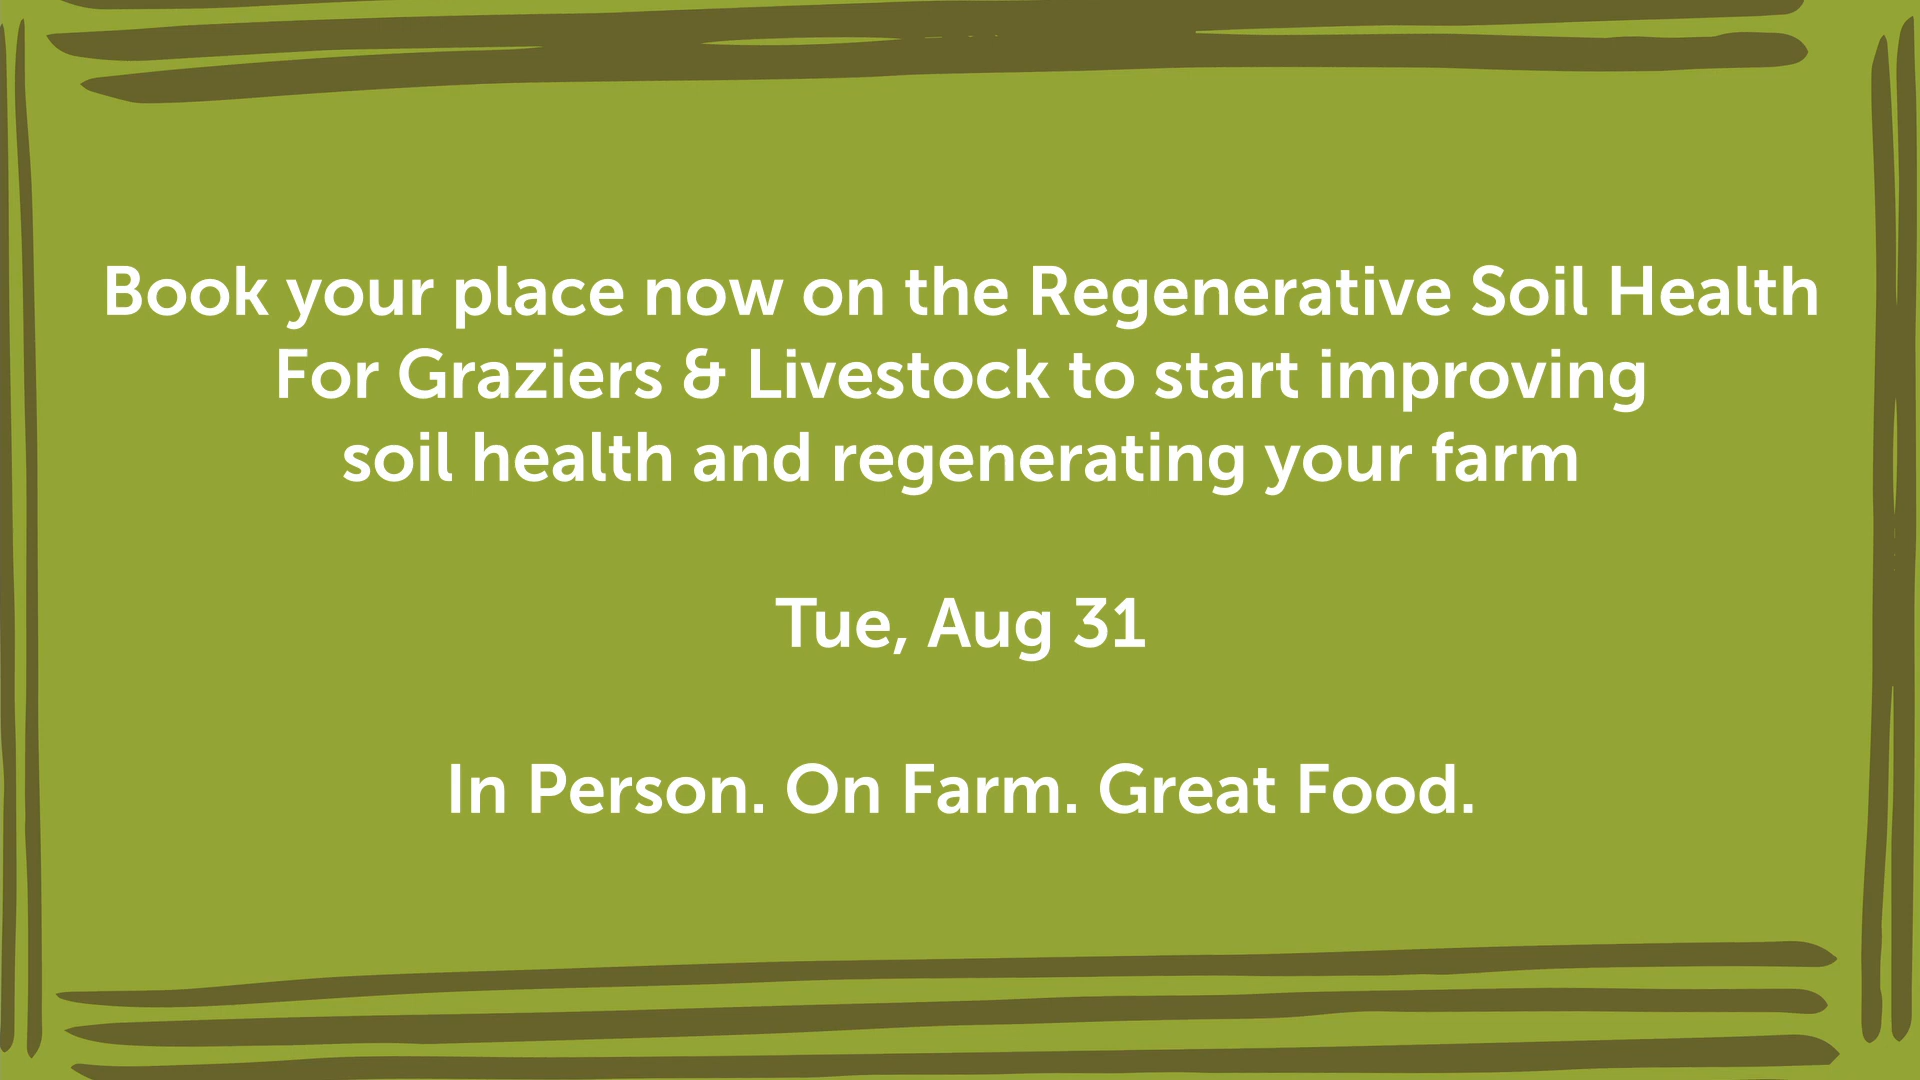 Book your place now on the Regenerative Soil Health
For Graziers & Livestock to start improving
soil health and regenerating your farm
Tue, Aug 31
In Person. On Farm. Great Food.